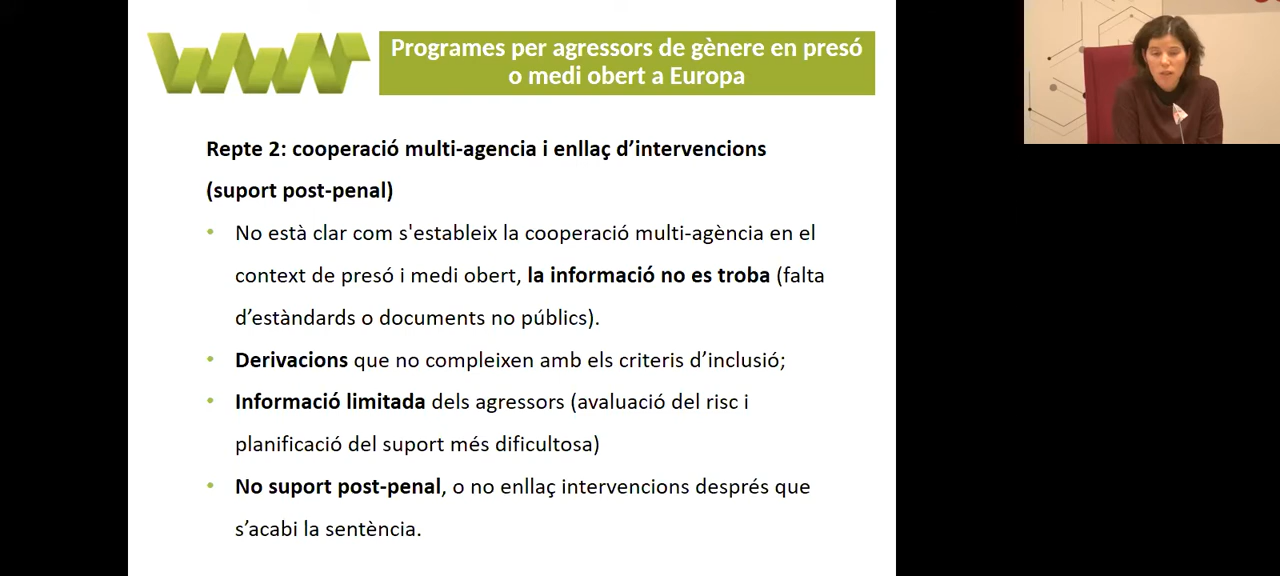 WWP
Programes per agressors de gènere en presó
o medi obert a Europa
Repte 2: cooperació multi-agencia i enllaç d’intervencions
(suport post-penal)
• No està clar com s'estableix la cooperació multi-agència en el
context de presó i medi obert, la informació no es troba (falta
d’estàndards o documents no públics).
• Derivacions que no compleixen amb els criteris d’inclusió;
• Informació limitada dels agressors (avaluació del risc i
planificació del suport més dificultosa)
• No suport post-penal, o no enllaç intervencions després que
s’acabi la sentència.